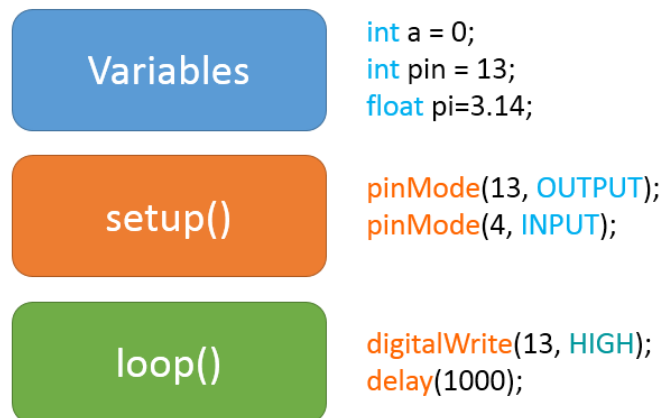 Variables
int a = 0;
int pin = 13;
float pi=3.14;
setup()
pinMode(13, OUTPUT);
pinMode(4, INPUT);
loop()
digitalWrite(13, HIGH);
delay(1000);